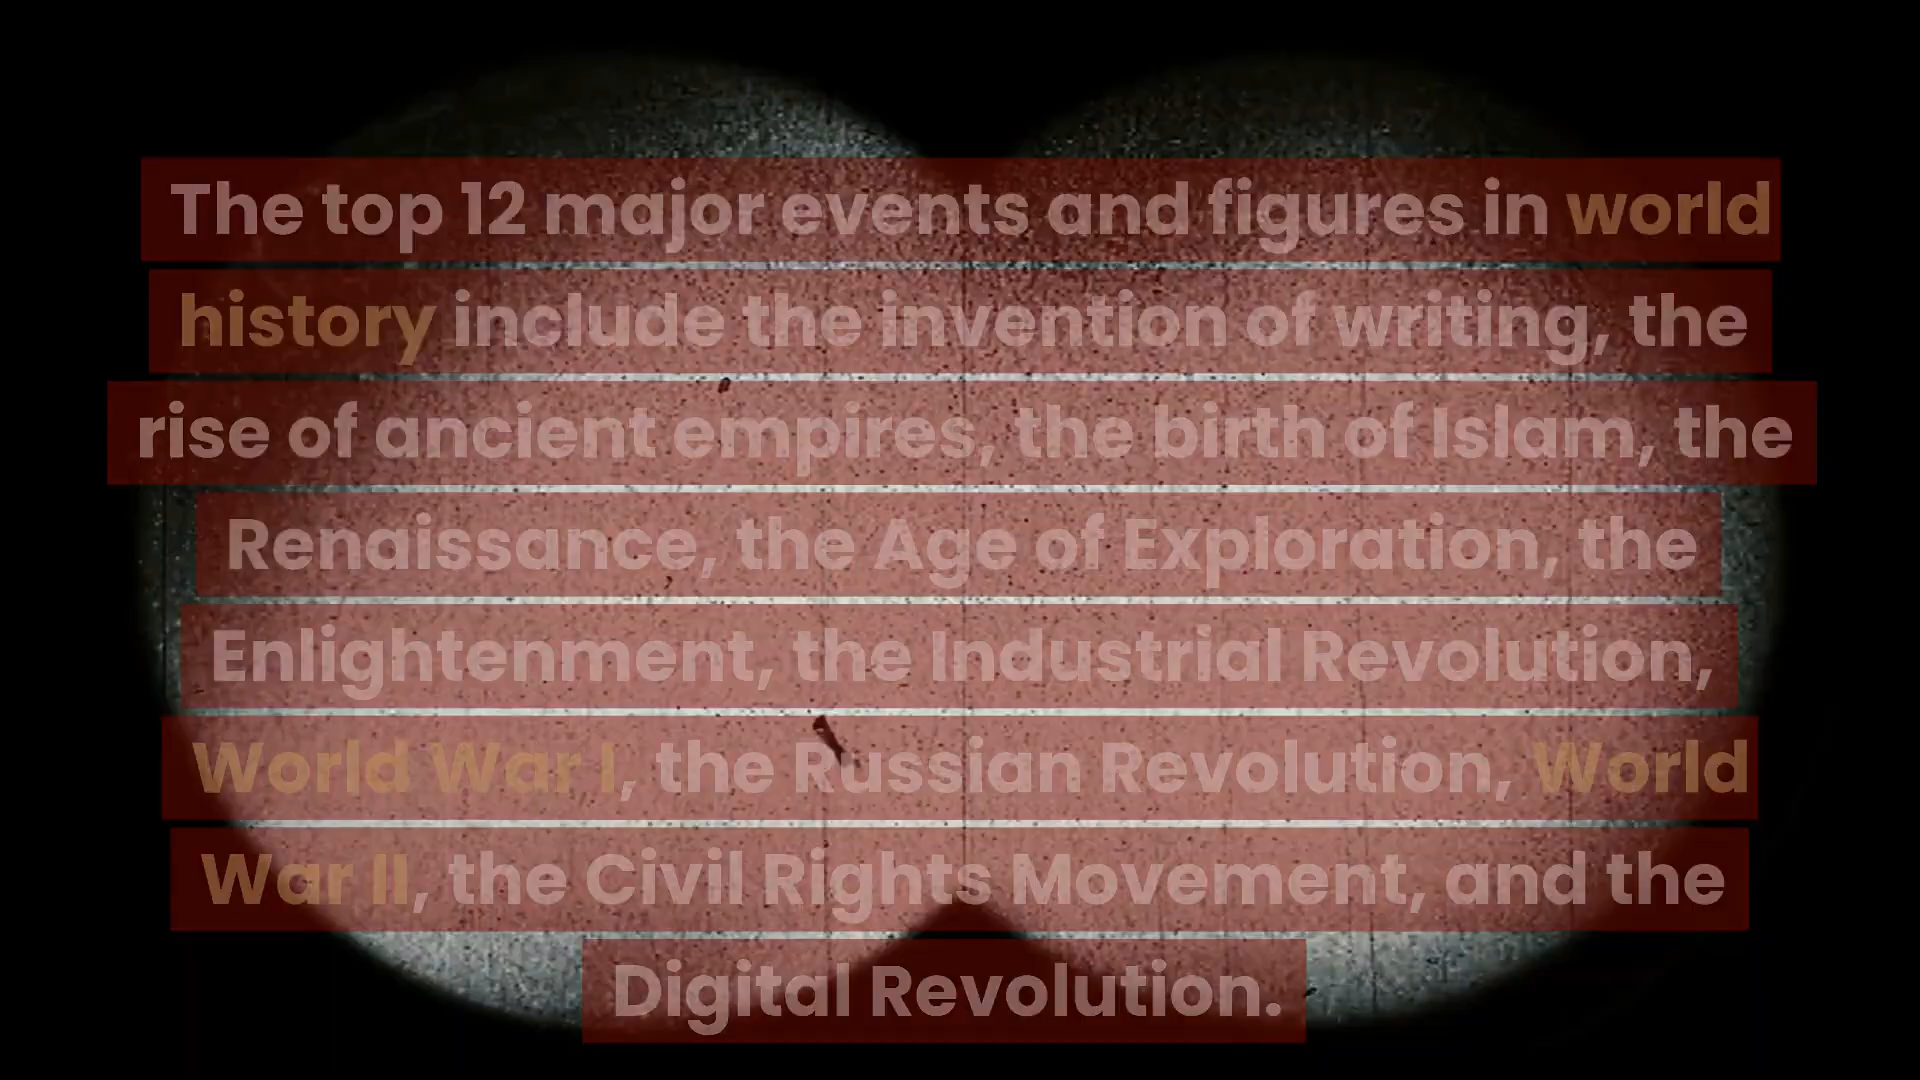 The top 12 major events and figures in world
history include the invention of writing, the
rise of ancient empires, the birth of Islam, the
Renaissance, the Age of Exploration, the
Enlightenment, the Industrial Revolution,
World War I, the Russian Revolution, World
War II, the Civil Rights Movement, and the
Digital Revolution.